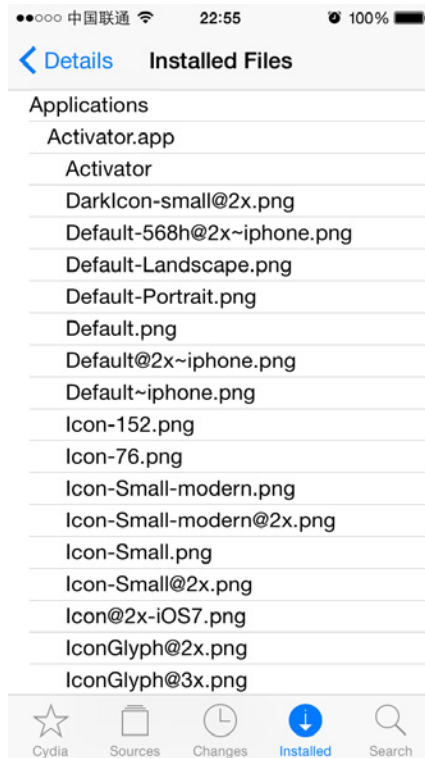 中国联通 22:55 100%
Details Installed Files
Applications
Activator.app
Activator
DarkIcon-small@2x.png
Default-568h@2x~iphone.png
Default-Landscape.png
Default-Portrait.png
Default.png
Default@2x~iphone.png
Default~iphone.png
Icon-152.png
Icon-76.png
Icon-Small-modern.png
Icon-Small-modern@2x.png
Icon-Small.png
Icon-Small@2x.png
Icon@2x-iOS7.png
IconGlyph@2x.png
IconGlyph@3x.png
Cydia Sources Changes Installed Search